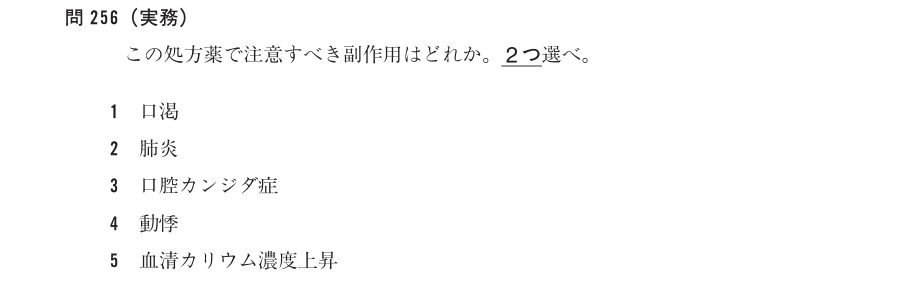 問 256（実務）
この処方薬で注意すべき副作用はどれか。２つ選べ。
1 口渇
2 肺炎
3 口腔カンジダ症
4 動悸
5 血清カリウム濃度上昇